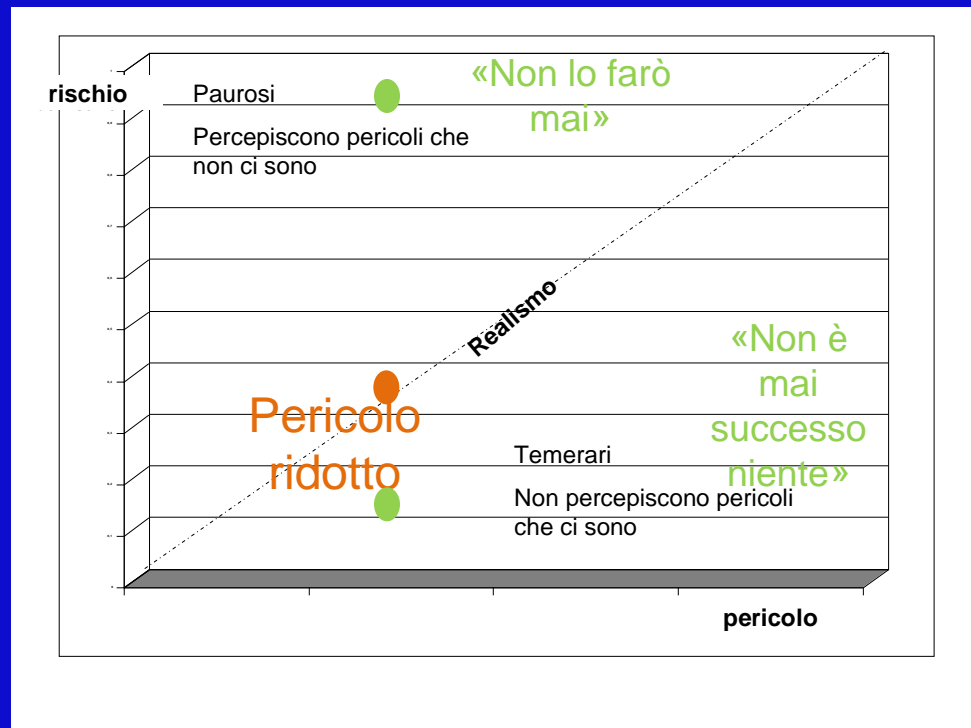 rischio
Paurosi
Percepiscono pericoli che
non ci sono
«Non lo farò
mai»
Realismo
Pericolo
ridotto
«Non è
mai
successo
niente»
Temerari
Non percepiscono pericoli
che ci sono
pericolo